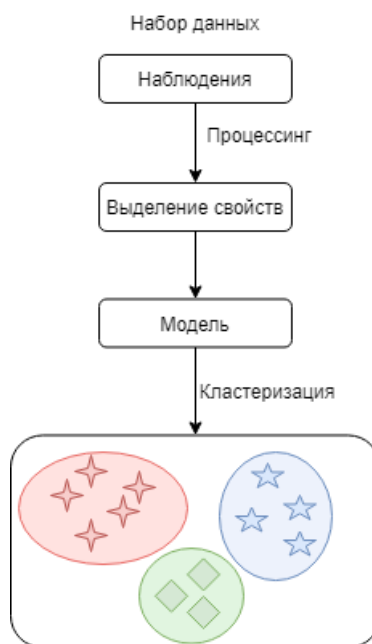 Набор данных
Наблюдения
Процессинг
Выделение свойств
Модель
Кластеризация